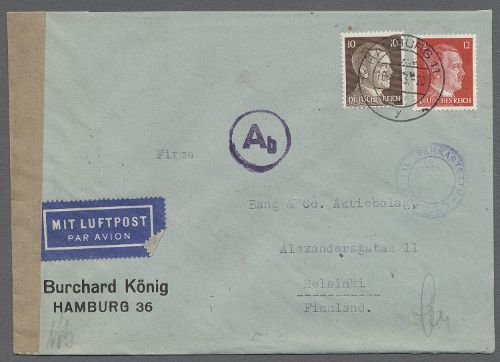 10 10
DEUTSCHES REICH
12
DEUTSCHES REICH
HAMBURG
Ab
Firma
Bang & Co. Aktiebolag,
Alexandersgatan 11
Helsinki
Finnland.
MIT LUFTPOST
PAR AVION
Burchard König
HAMBURG 36